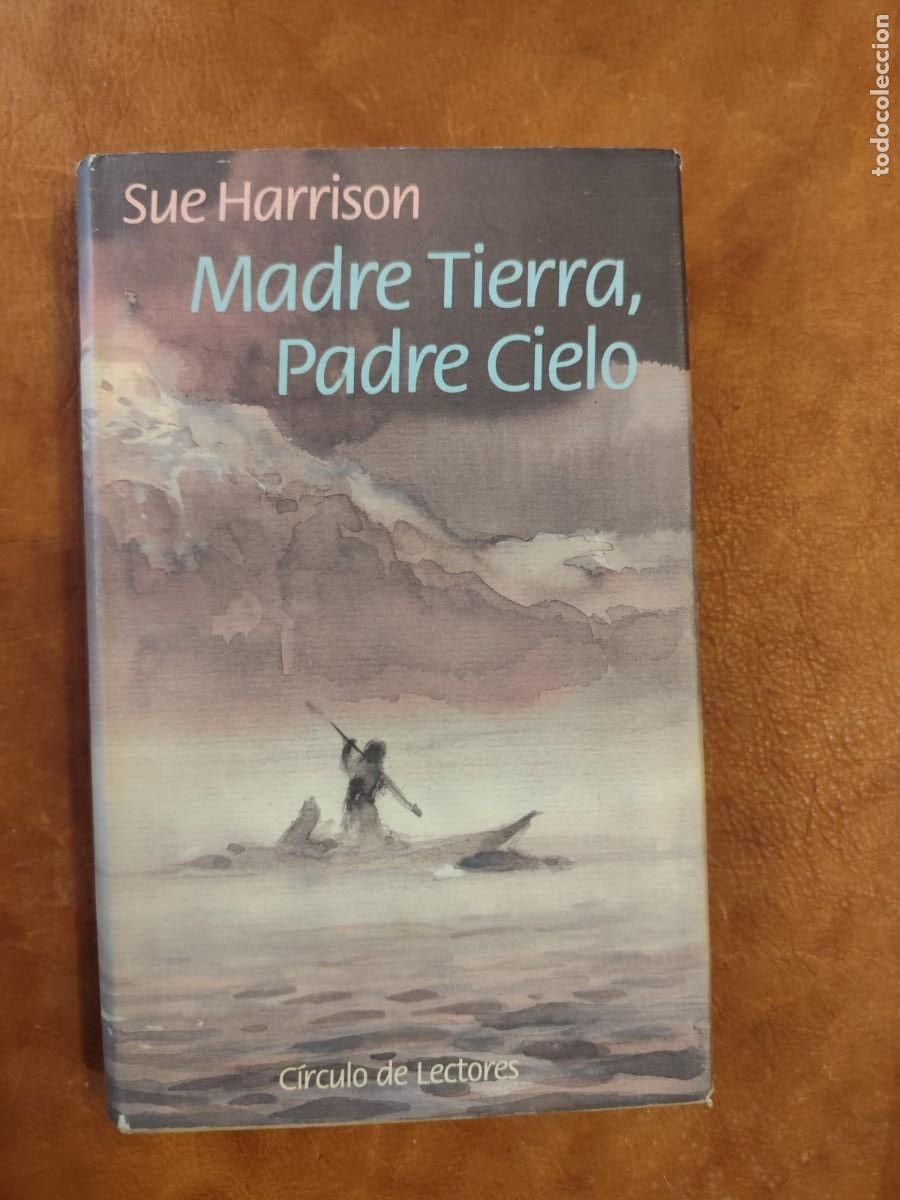 Sue Harrison
Madre Tierra,
Padre Cielo
Círculo de Lectores
todocoleccion